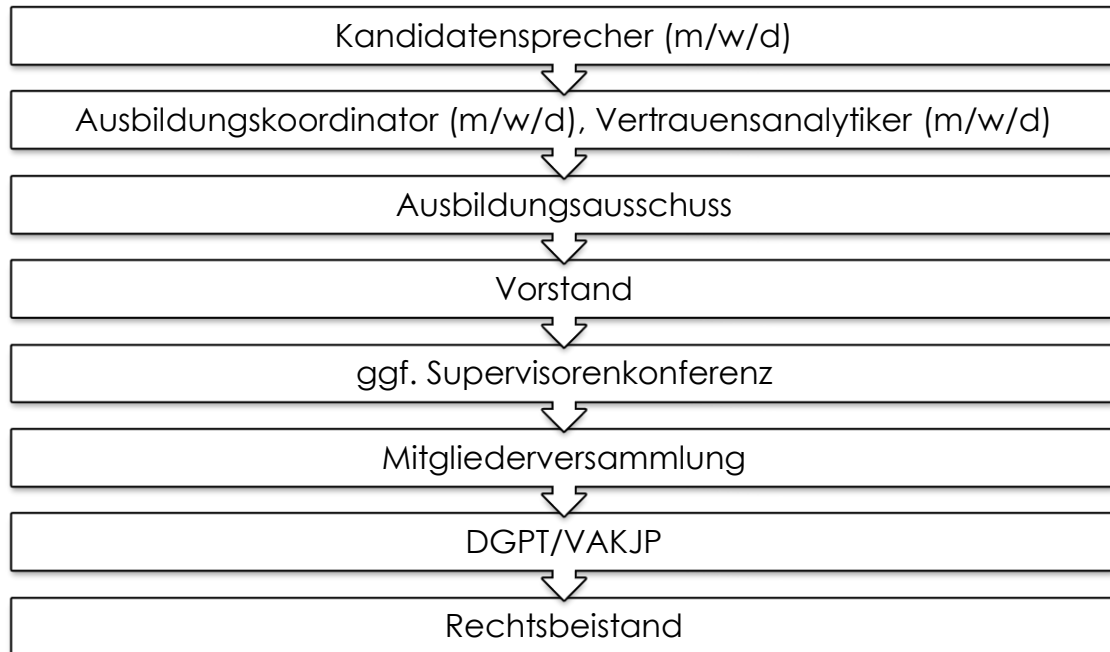 Kandidatensprecher (m/w/d)
Ausbildungskoordinator (m/w/d), Vertrauensanalytiker (m/w/d)
Ausbildungsausschuss
Vorstand
ggf. Supervisorenkonferenz
Mitgliederversammlung
DGPT/VAKJP
Rechtsbeistand